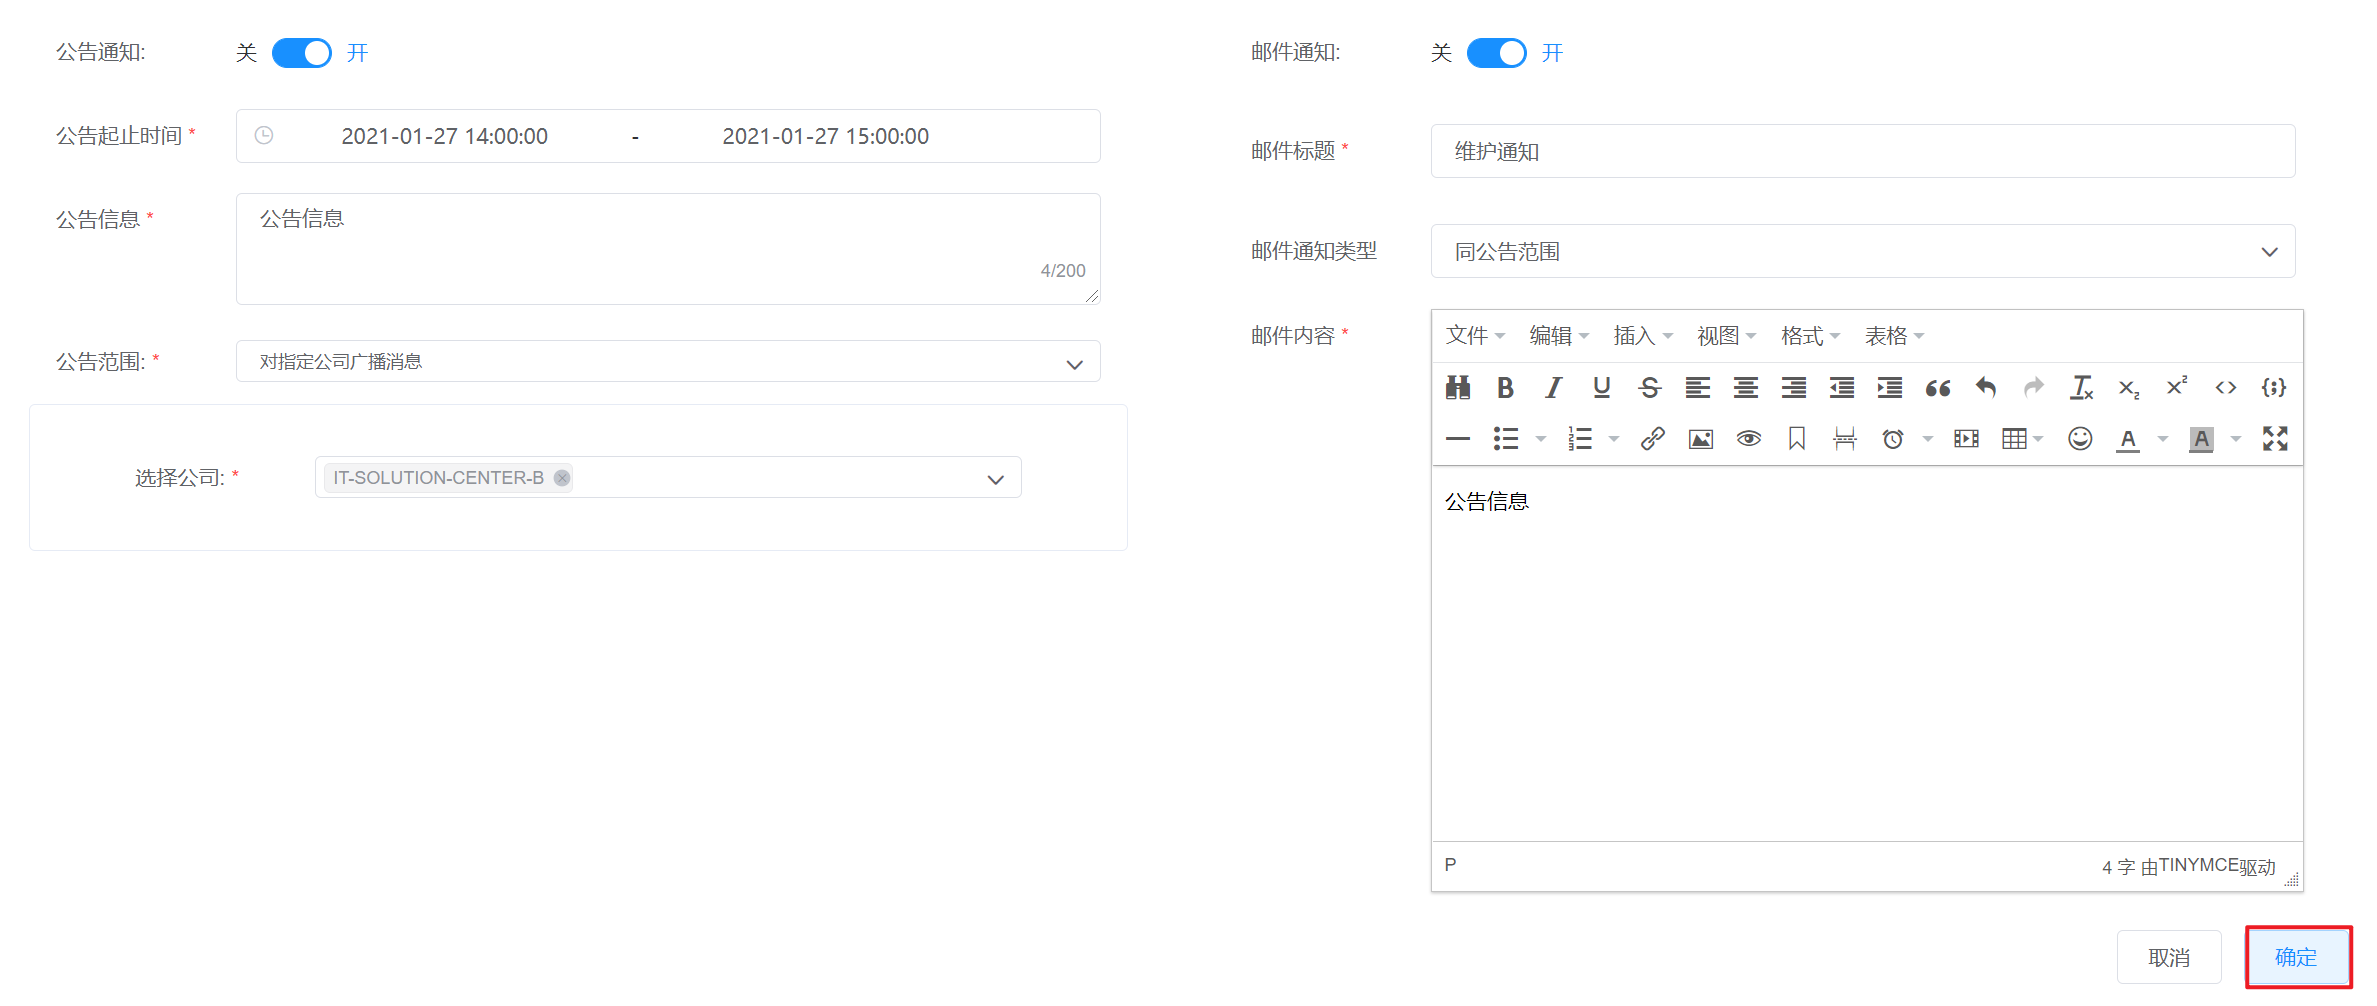 公告通知: 关 开
公告起止时间 * 2021-01-27 14:00:00 - 2021-01-27 15:00:00
公告信息 * 公告信息
4/200
公告范围: * 对指定公司广播消息
选择公司: * IT-SOLUTION-CENTER-B
邮件通知: 关 开
邮件标题 * 维护通知
邮件通知类型 同公告范围
邮件内容 *
文件 编辑 插入 视图 格式 表格
公告信息
P 4 字 由TINYMCE驱动
取消 确定